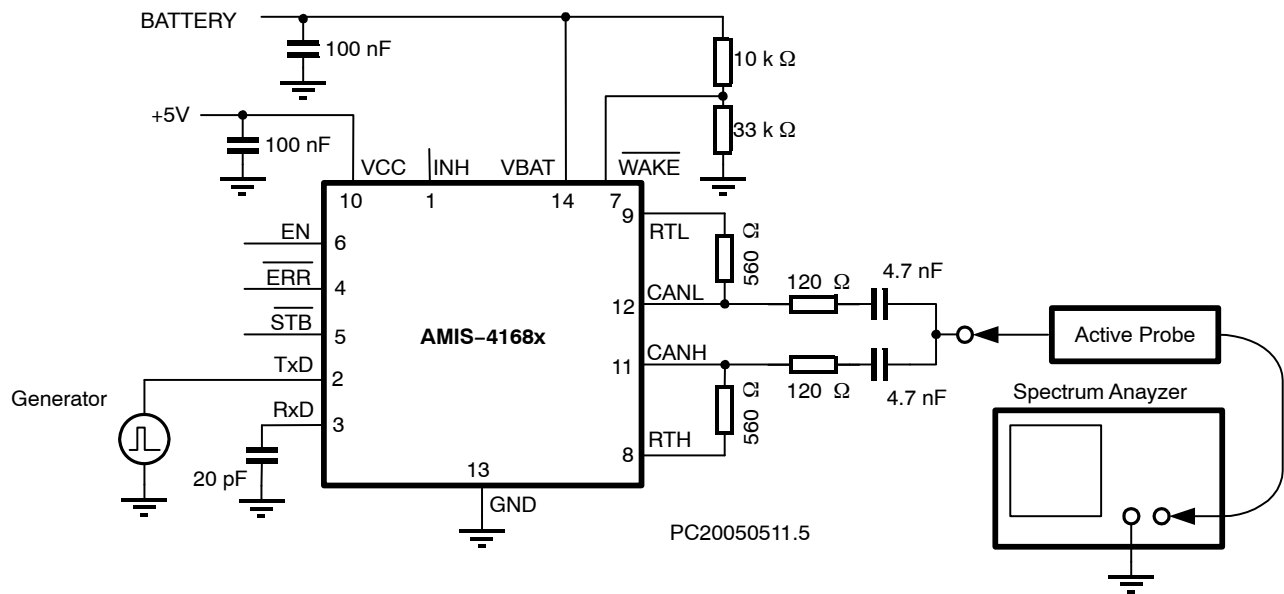 BATTERY
100 nF
10 k Ω
+5V
100 nF
33 k Ω
VCC
INH
VBAT
WAKE
10
1
14
7
9
RTL
560 Ω
EN
6
ERR
4
STB
5
TxD
2
RxD
3
Generator
20 pF
AMIS−4168x
12
CANL
120 Ω
4.7 nF
11
CANH
120 Ω
4.7 nF
560 Ω
8
RTH
13
GND
Active Probe
Spectrum Anayzer
PC20050511.5